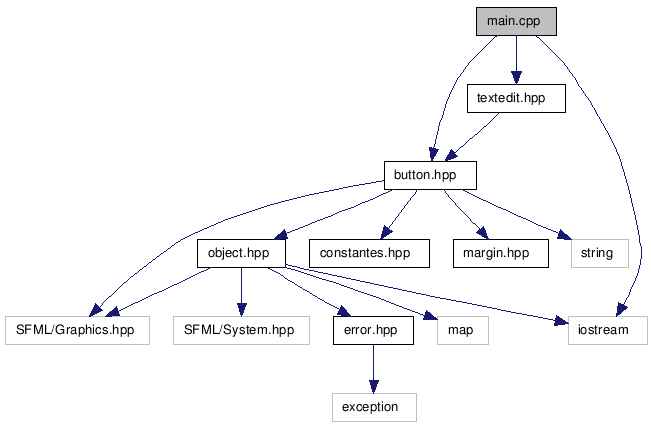 main.cpp
textedit.hpp
button.hpp
object.hpp
constantes.hpp
margin.hpp
string
SFML/Graphics.hpp
SFML/System.hpp
error.hpp
map
iostream
exception